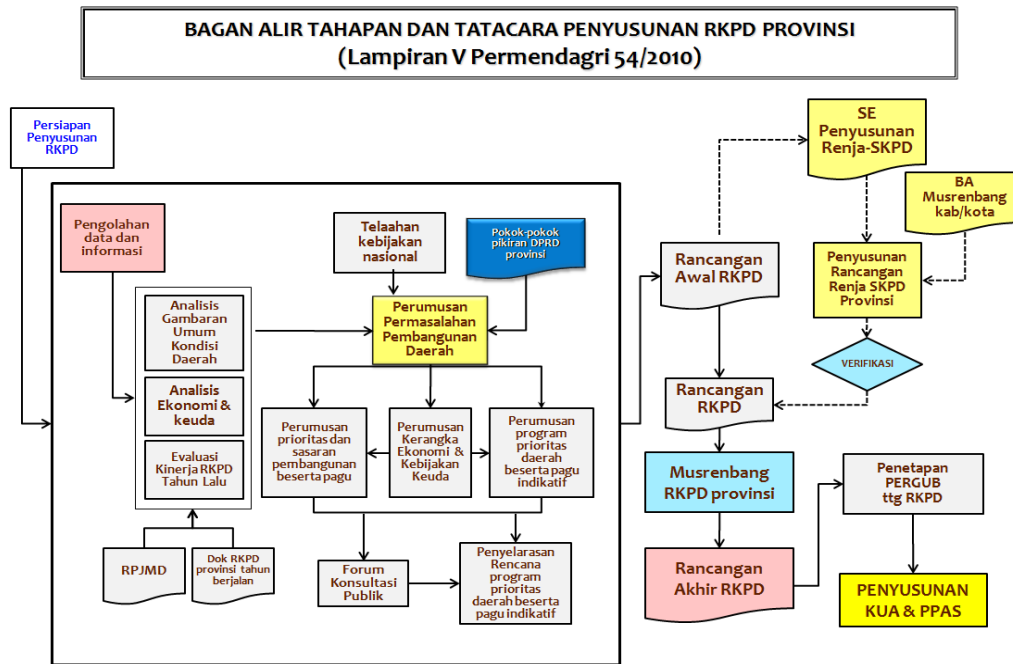 BAGAN ALIR TAHAPAN DAN TATACARA PENYUSUNAN RKPD PROVINSI
(Lampiran V Permendagri 54/2010)
Persiapan
Penyusunan
RKPD
Pengolahan
data dan
informasi
Analisis
Gambaran
Umum
Kondisi
Daerah
Analisis
Ekonomi &
keuda
Evaluasi
Kinerja RKPD
Tahun Lalu
RPJMD
Dok RKPD
provinsi tahun
berjalan
Telaahan
kebijakan
nasional
Pokok-pokok
pikiran DPRD
provinsi
Perumusan
Permasalahan
Pembangunan
Daerah
Perumusan
prioritas dan
sasaran
pembangunan
beserta pagu
Perumusan
Kerangka
Ekonomi &
Kebijakan
Keuda
Perumusan
program
prioritas
daerah
beserta pagu
indikatif
Forum
Konsultasi
Publik
Penyelarasan
Rencana
program
prioritas
daerah beserta
pagu indikatif
Rancangan
Awal RKPD
SE
Penyusunan
Renja-SKPD
BA
Musrenbang
kab/kota
Penyusunan
Rancangan
Renja SKPD
Provinsi
VERIFIKASI
Rancangan
RKPD
Musrenbang
RKPD provinsi
Rancangan
Akhir RKPD
Penetapan
PERGUB
ttg RKPD
PENYUSUNAN
KUA & PPAS